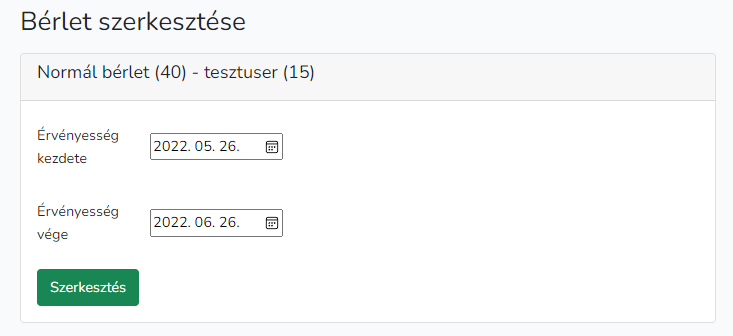 Bérlet szerkesztése
Normál bérlet (40) - tesztuser (15)
Érvényesség
kezdete
2022. 05. 26.
Érvényesség
vége
2022. 06. 26.
Szerkesztés